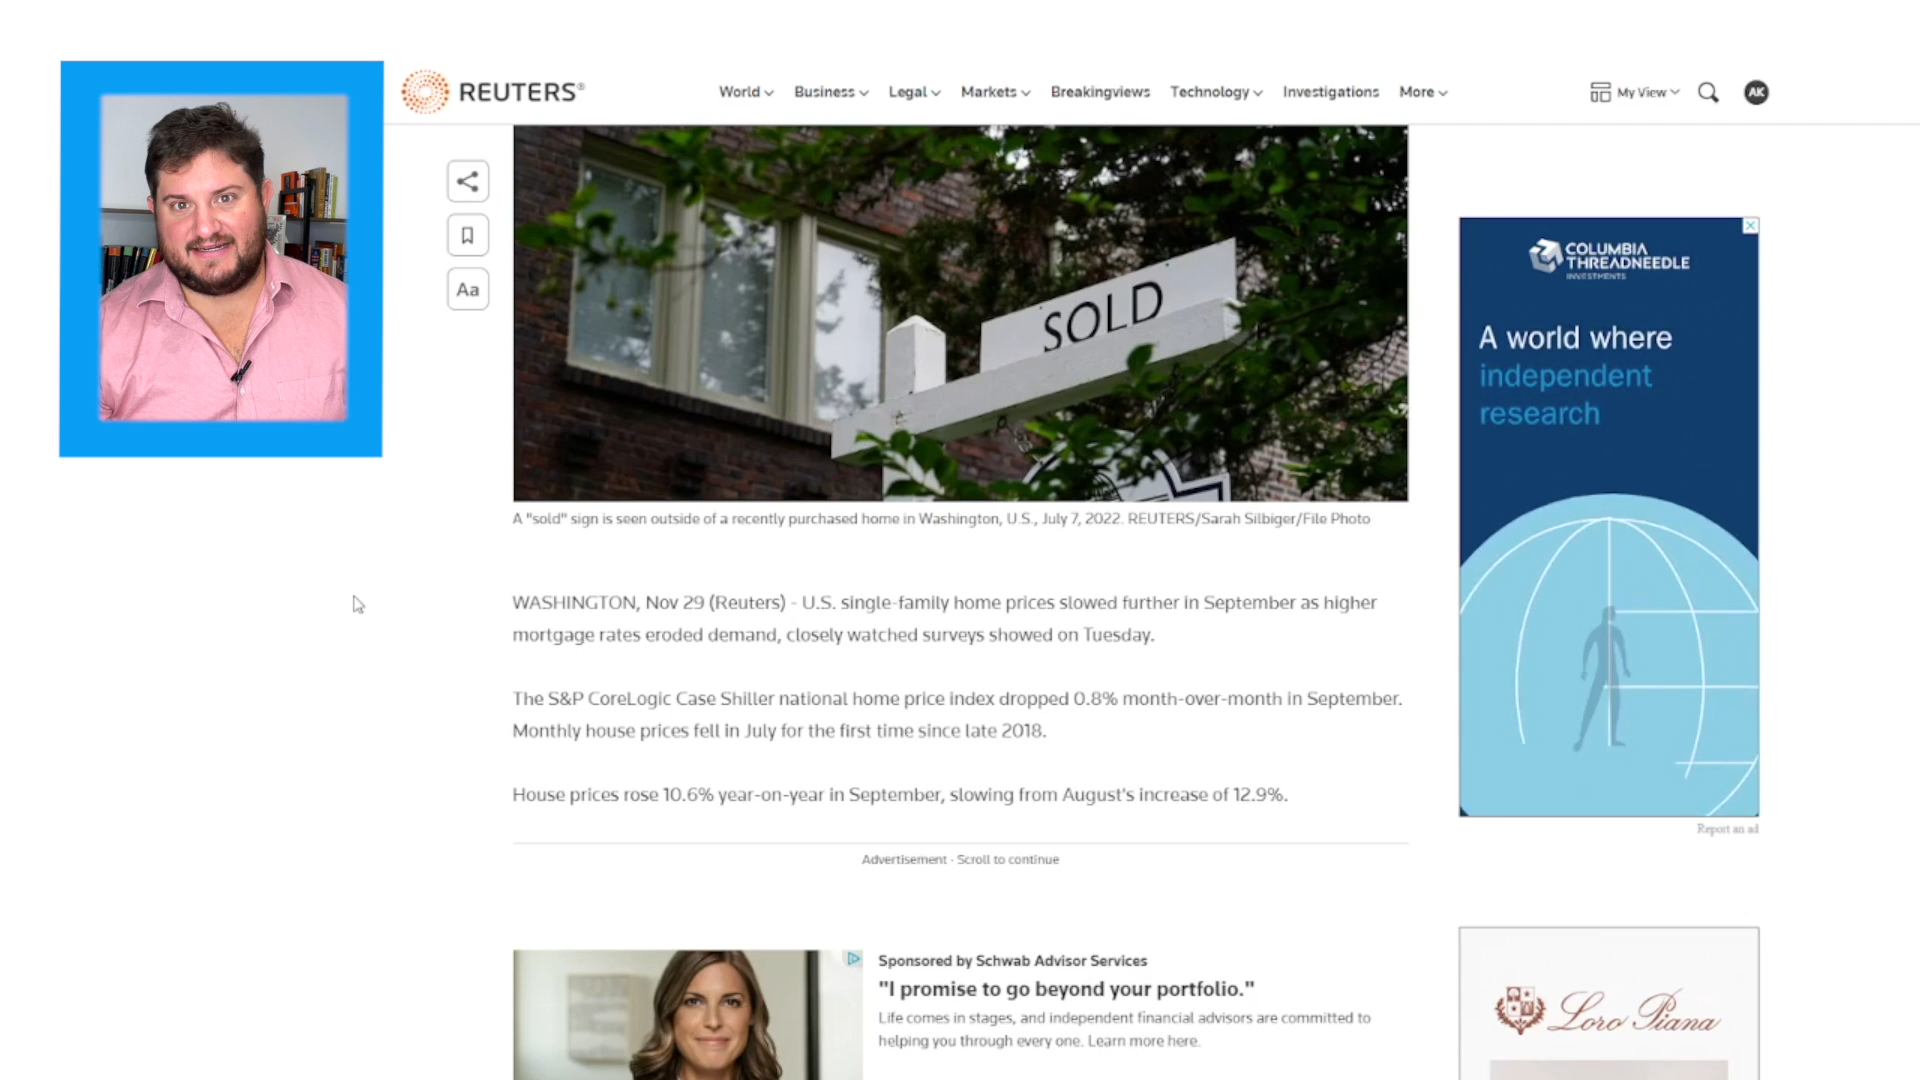 REUTERS®
World Business Legal Markets Breakingviews Technology Investigations More
My View
AK
Aa
SOLD
A "sold" sign is seen outside of a recently purchased home in Washington, U.S., July 7, 2022. REUTERS/Sarah Silbiger/File Photo
WASHINGTON, Nov 29 (Reuters) - U.S. single-family home prices slowed further in September as higher
mortgage rates eroded demand, closely watched surveys showed on Tuesday.
The S&P CoreLogic Case Shiller national home price index dropped 0.8% month-over-month in September.
Monthly house prices fell in July for the first time since late 2018.
House prices rose 10.6% year-on-year in September, slowing from August's increase of 12.9%.
Advertisement · Scroll to continue
Sponsored by Schwab Advisor Services
"I promise to go beyond your portfolio."
Life comes in stages, and independent financial advisors are committed to
helping you through every one. Learn more here.
COLUMBIA
THREADNEEDLE
INVESTMENTS
A world where
independent
research
Report an ad
Loro Piana